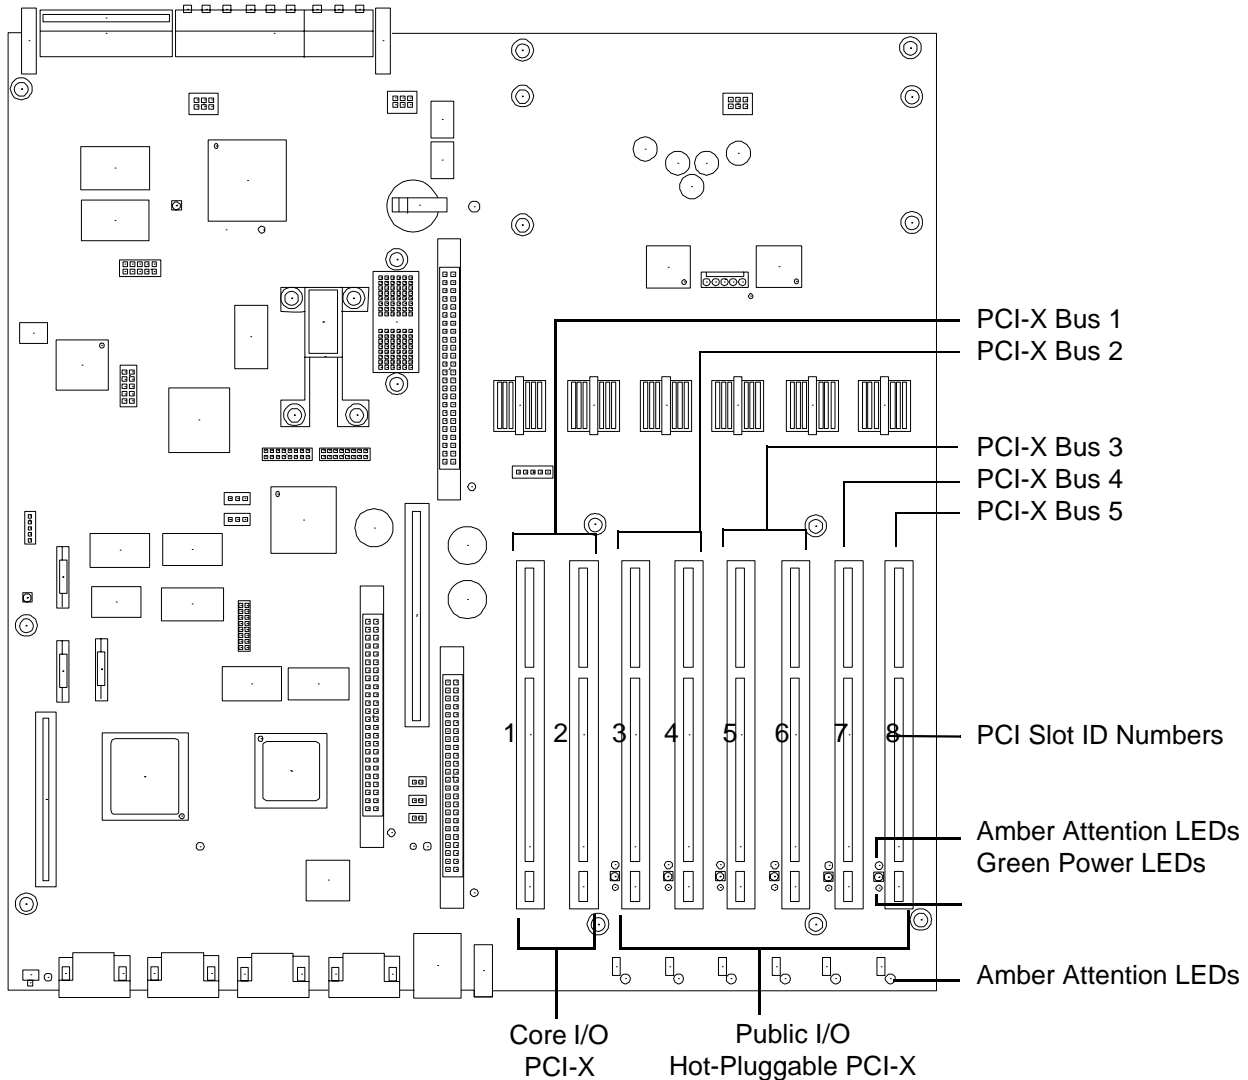 PCI-X Bus 1
PCI-X Bus 2
PCI-X Bus 3
PCI-X Bus 4
PCI-X Bus 5
1 2 3 4 5 6 7 8
PCI Slot ID Numbers
Amber Attention LEDs
Green Power LEDs
Amber Attention LEDs
Core I/O
PCI-X
Public I/O
Hot-Pluggable PCI-X